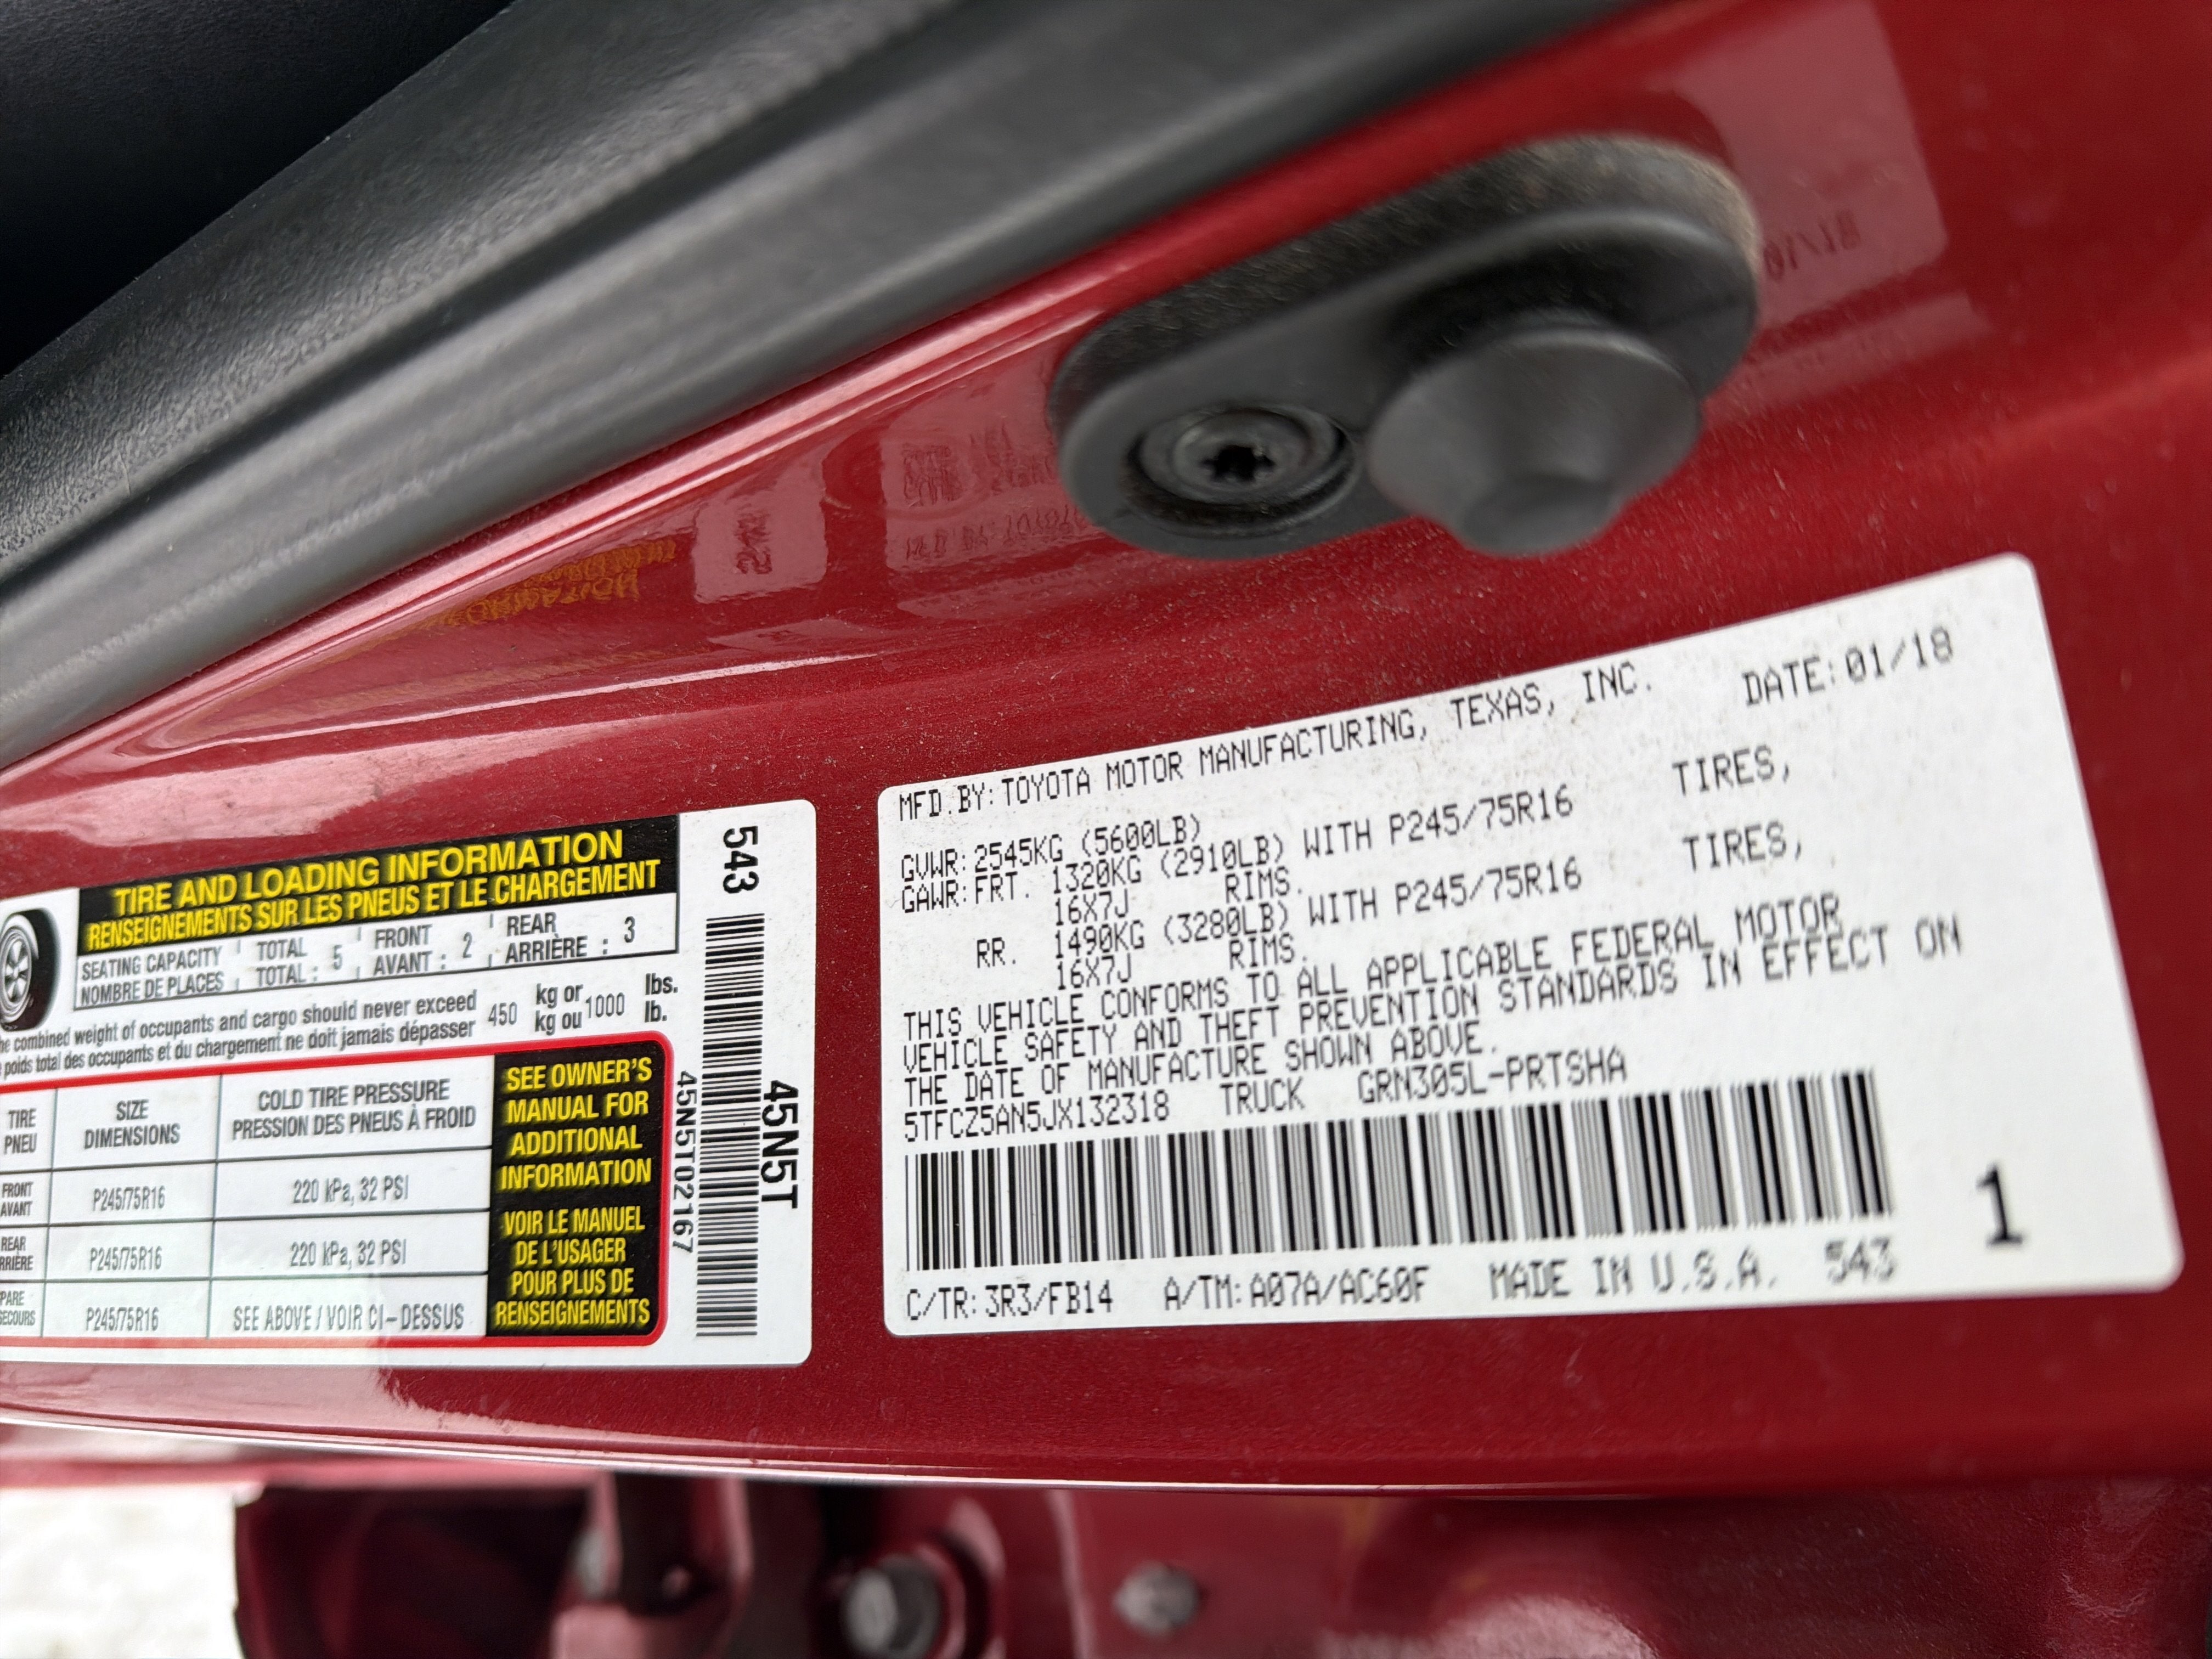 TIRE AND LOADING INFORMATION
RENSEIGNEMENTS SUR LES PNEUS ET LE CHARGEMENT
SEATING CAPACITY TOTAL FRONT REAR
NOMBRE DE PLACES TOTAL : 5 AVANT : 2 ARRIÈRE : 3
combined weight of occupants and cargo should never exceed 450 kg or 1000 lbs.
poids total des occupants et du chargement ne doit jamais dépasser kg ou lb.
TIRE SIZE COLD TIRE PRESSURE
PNEU DIMENSIONS PRESSION DES PNEUS À FROID
FRONT
AVANT P245/75R16 220 kPa, 32 PSI
REAR
P245/75R16 220 kPa, 32 PSI
P245/75R16 SEE ABOVE / VOIR CI-DESSUS
SEE OWNER'S
MANUAL FOR
ADDITIONAL
INFORMATION
VOIR LE MANUEL
DE L'USAGER
POUR PLUS DE
RENSEIGNEMENTS
543
45N5T
45N5T02167
MFD.BY:TOYOTA MOTOR MANUFACTURING, TEXAS, INC. DATE:01/18
GVWR:2545KG (5600LB)
GAWR:FRT. 1320KG (2910LB) WITH P245/75R16 TIRES,
16X7J RIMS.
RR. 1490KG (3280LB) WITH P245/75R16 TIRES,
16X7J RIMS.
THIS VEHICLE CONFORMS TO ALL APPLICABLE FEDERAL MOTOR
VEHICLE SAFETY AND THEFT PREVENTION STANDARDS IN EFFECT ON
THE DATE OF MANUFACTURE SHOWN ABOVE.
5TFCZ5AN5JX132318 TRUCK GRN305L-PRTSHA
1
C/TR:3R3/FB14 A/TM:A07A/AC60F MADE IN U.S.A. 543